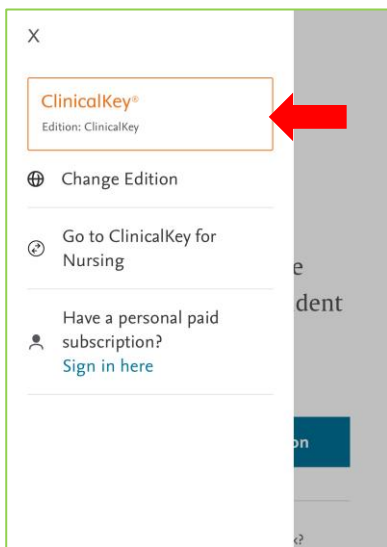 X
ClinicalKey®
Edition: ClinicalKey
Change Edition
Go to ClinicalKey for
Nursing
e
dent
Have a personal paid
subscription?
Sign in here
on
k?